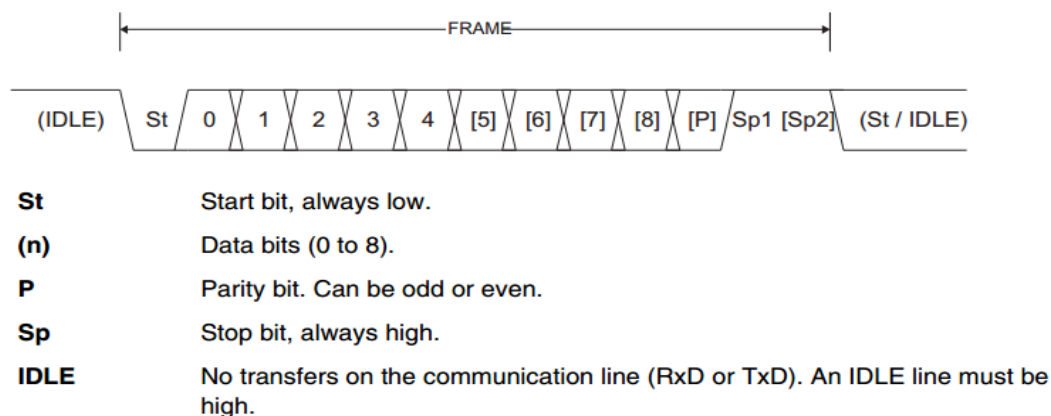 FRAME
(IDLE) St 0 1 2 3 4 [5] [6] [7] [8] [P] Sp1 [Sp2] (St / IDLE)
St Start bit, always low.
(n) Data bits (0 to 8).
P Parity bit. Can be odd or even.
Sp Stop bit, always high.
IDLE No transfers on the communication line (RxD or TxD). An IDLE line must be
high.